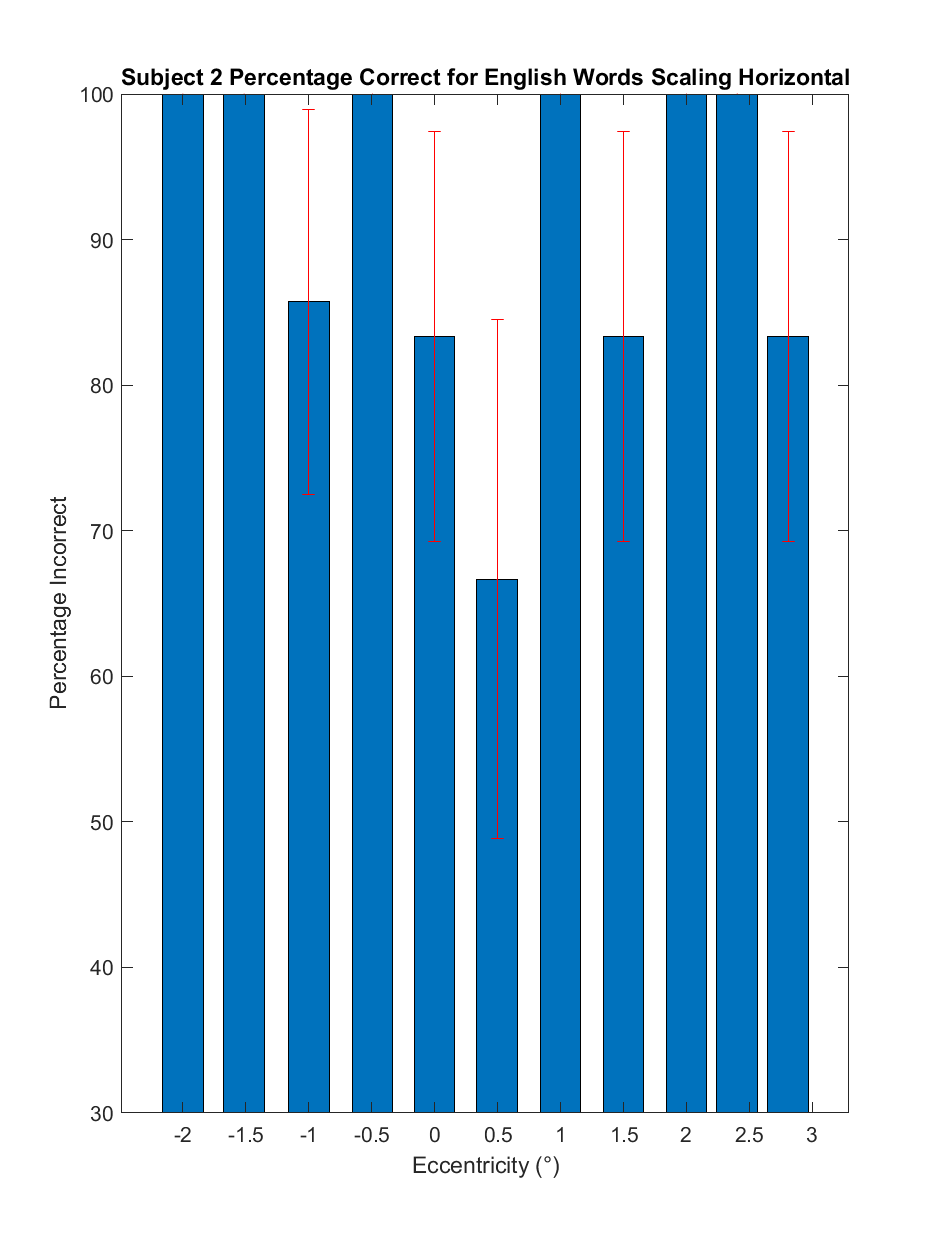 Subject 2 Percentage Correct for English Words Scaling Horizontal
100
90
80
70
60
50
40
30
Percentage Incorrect
-2 -1.5 -1 -0.5 0 0.5 1 1.5 2 2.5 3
Eccentricity (°)